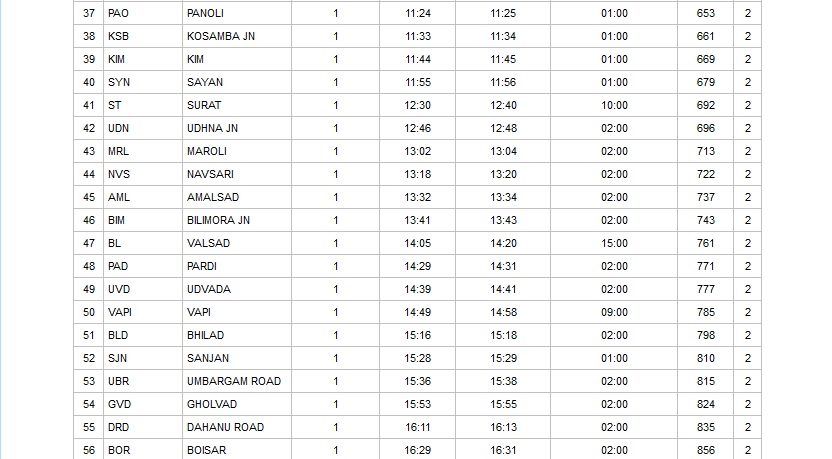 37 PAO PANOLI 1 11:24 11:25 01:00 653 2
38 KSB KOSAMBA JN 1 11:33 11:34 01:00 661 2
39 KIM KIM 1 11:44 11:45 01:00 669 2
40 SYN SAYAN 1 11:55 11:56 01:00 679 2
41 ST SURAT 1 12:30 12:40 10:00 692 2
42 UDN UDHNA JN 1 12:46 12:48 02:00 696 2
43 MRL MAROLI 1 13:02 13:04 02:00 713 2
44 NVS NAVSARI 1 13:18 13:20 02:00 722 2
45 AML AMALSAD 1 13:32 13:34 02:00 737 2
46 BIM BILIMORA JN 1 13:41 13:43 02:00 743 2
47 BL VALSAD 1 14:05 14:20 15:00 761 2
48 PAD PARDI 1 14:29 14:31 02:00 771 2
49 UVD UDVADA 1 14:39 14:41 02:00 777 2
50 VAPI VAPI 1 14:49 14:58 09:00 785 2
51 BLD BHILAD 1 15:16 15:18 02:00 798 2
52 SJN SANJAN 1 15:28 15:29 01:00 810 2
53 UBR UMBARGAM ROAD 1 15:36 15:38 02:00 815 2
54 GVD GHOLVAD 1 15:53 15:55 02:00 824 2
55 DRD DAHANU ROAD 1 16:11 16:13 02:00 835 2
56 BOR BOISAR 1 16:29 16:31 02:00 856 2